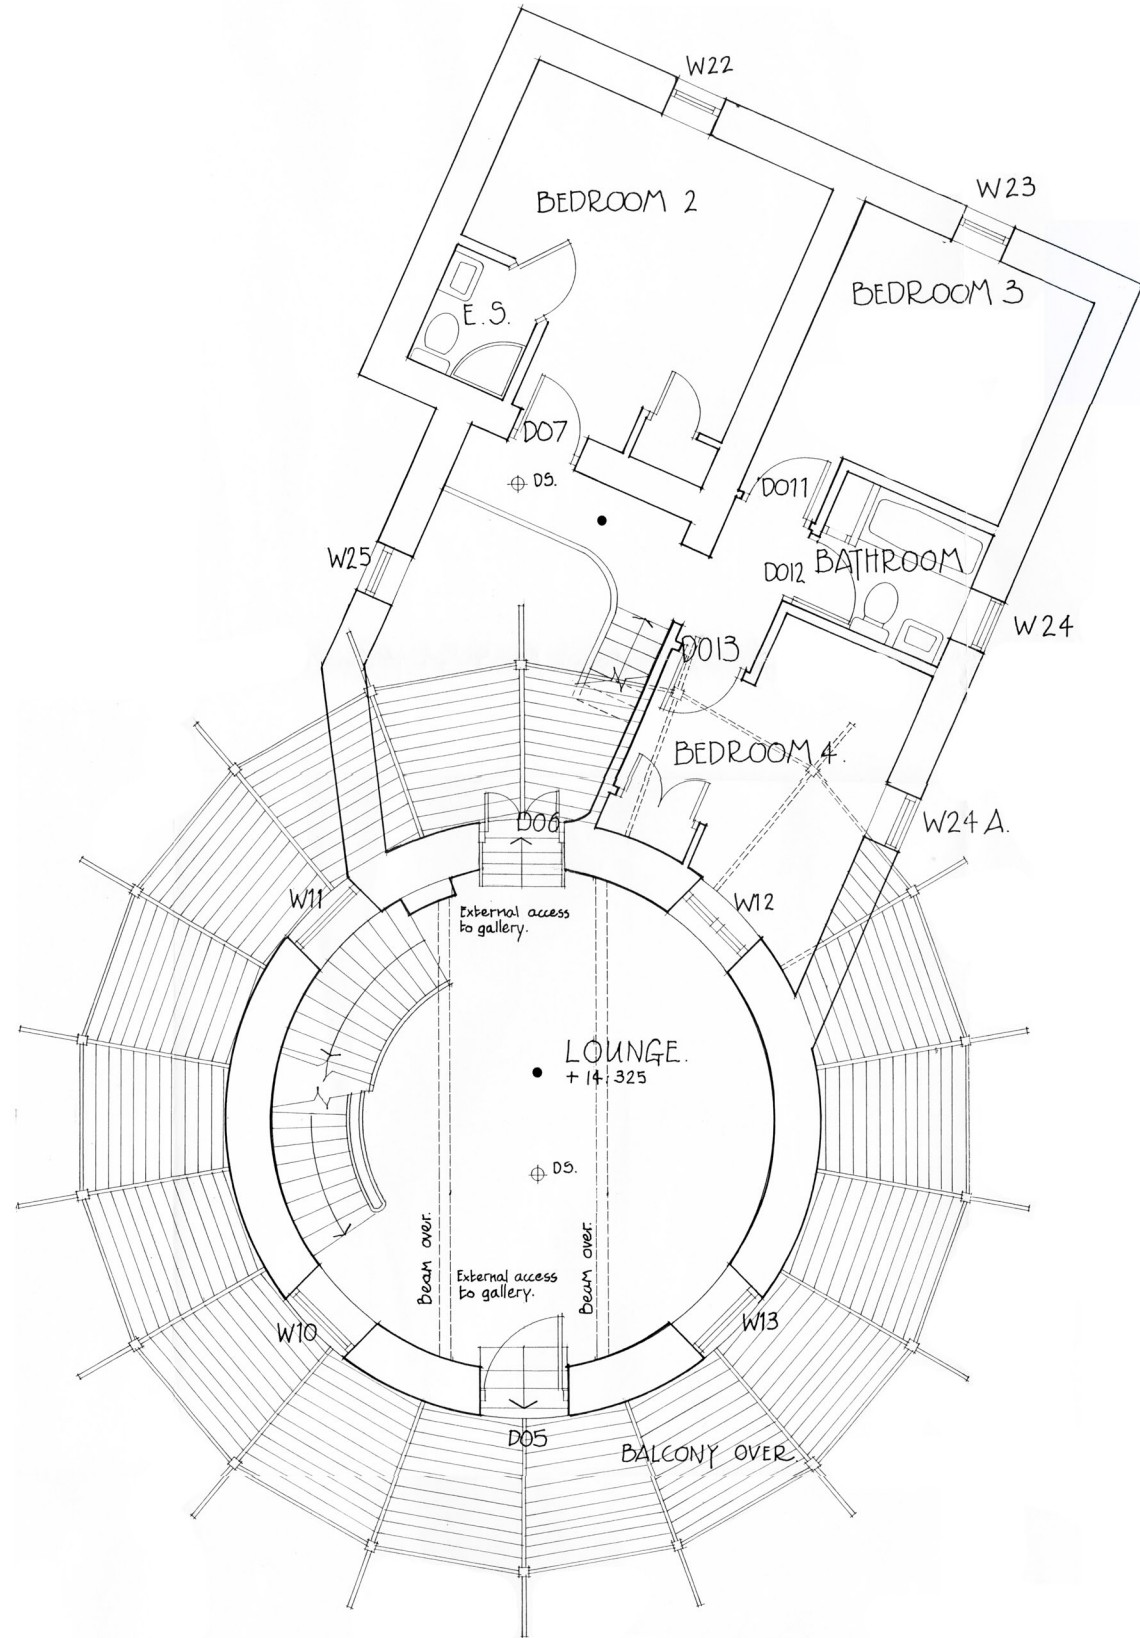 W22
W23
BEDROOM 2
BEDROOM 3
E.S.
D07
DS.
D011
W25
D012
BATHROOM
W24
D013
BEDROOM 4.
D06
W24A.
W11
External access
to gallery.
W12
LOUNGE.
+ 14.325
DS.
Beam over.
Beam over.
External access
to gallery.
W10
W13
D05
BALCONY OVER.